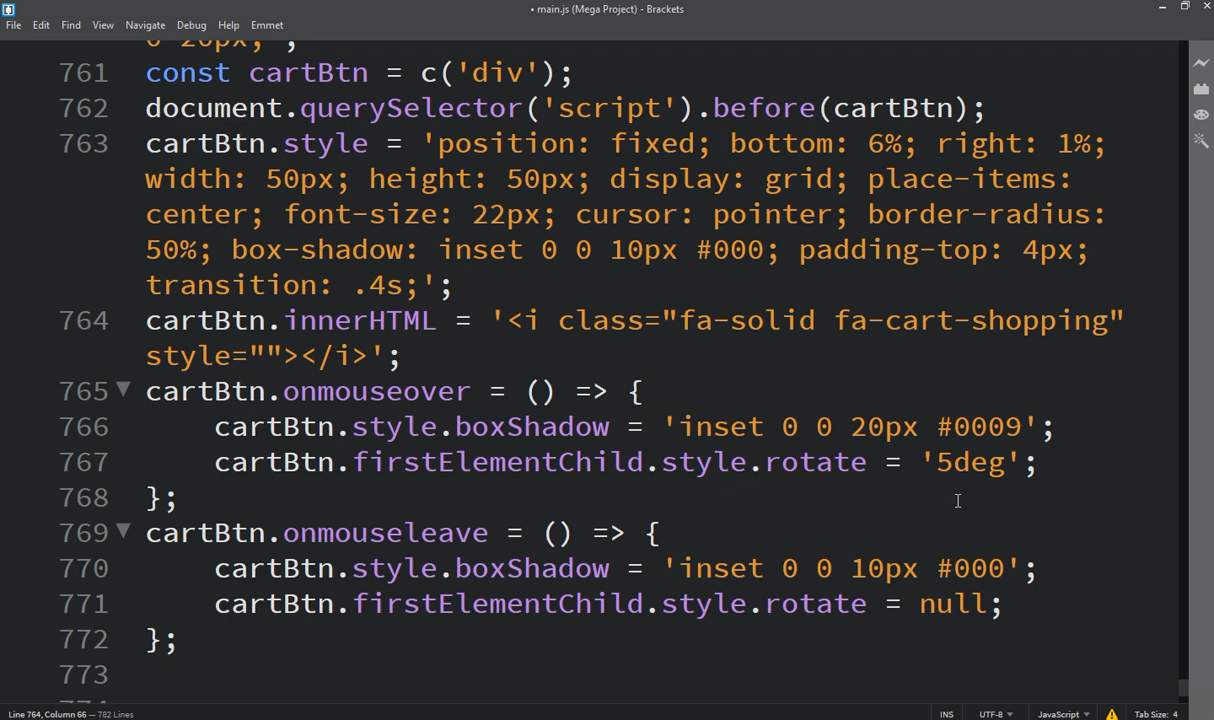 • main.js (Mega Project) - Brackets
File Edit Find View Navigate Debug Help Emmet
0 20px;';
761 const cartBtn = c('div');
762 document.querySelector('script').before(cartBtn);
763 cartBtn.style = 'position: fixed; bottom: 6%; right: 1%;
width: 50px; height: 50px; display: grid; place-items:
center; font-size: 22px; cursor: pointer; border-radius:
50%; box-shadow: inset 0 0 10px #000; padding-top: 4px;
transition: .4s;';
764 cartBtn.innerHTML = '<i class="fa-solid fa-cart-shopping"
style=""></i>';
765 cartBtn.onmouseover = () => {
766 cartBtn.style.boxShadow = 'inset 0 0 20px #0009';
767 cartBtn.firstElementChild.style.rotate = '5deg';
768 };
769 cartBtn.onmouseleave = () => {
770 cartBtn.style.boxShadow = 'inset 0 0 10px #000';
771 cartBtn.firstElementChild.style.rotate = null;
772 };
773
Line 764, Column 66 — 782 Lines INS UTF-8 JavaScript Tab Size: 4